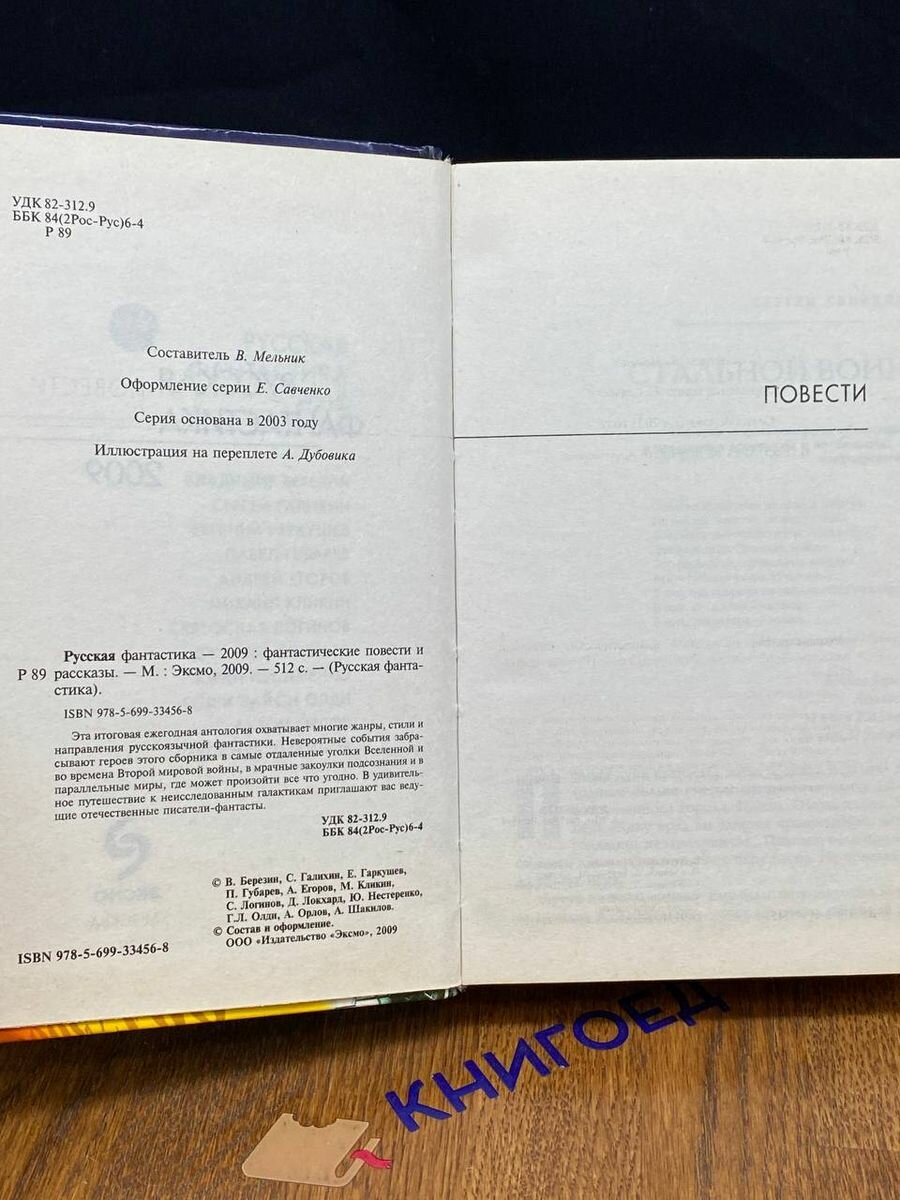 УДК 82-312.9
ББК 84(2Рос-Рус)6-4
Р 89
Составитель В. Мельник
Оформление серии Е. Савченко
Серия основана в 2003 году
Иллюстрация на переплете А. Дубовика
Русская фантастика — 2009 : фантастические повести и
Р 89 рассказы. — М. : Эксмо, 2009. — 512 с. — (Русская фанта-
стика).
ISBN 978-5-699-33456-8
Эта итоговая ежегодная антология охватывает многие жанры, стили и
направления русскоязычной фантастики. Невероятные события забра-
сывают героев этого сборника в самые отдаленные уголки Вселенной и
во времена Второй мировой войны, в мрачные закоулки подсознания и в
параллельные миры, где может произойти все что угодно. В удивитель-
ное путешествие к неисследованным галактикам приглашают вас веду-
щие отечественные писатели-фантасты.
УДК 82-312.9
ББК 84(2Рос-Рус)6-4
© В. Березин, С. Галихин, Е. Гаркушев,
П. Губарев, А. Егоров, М. Кликин,
С. Логинов, Д. Локхард, Ю. Нестеренко,
Г.Л. Олди, А. Орлов, А. Шакилов.
© Состав и оформление.
ООО «Издательство «Эксмо», 2009
ISBN 978-5-699-33456-8
ПОВЕСТИ
КНИГОЕД